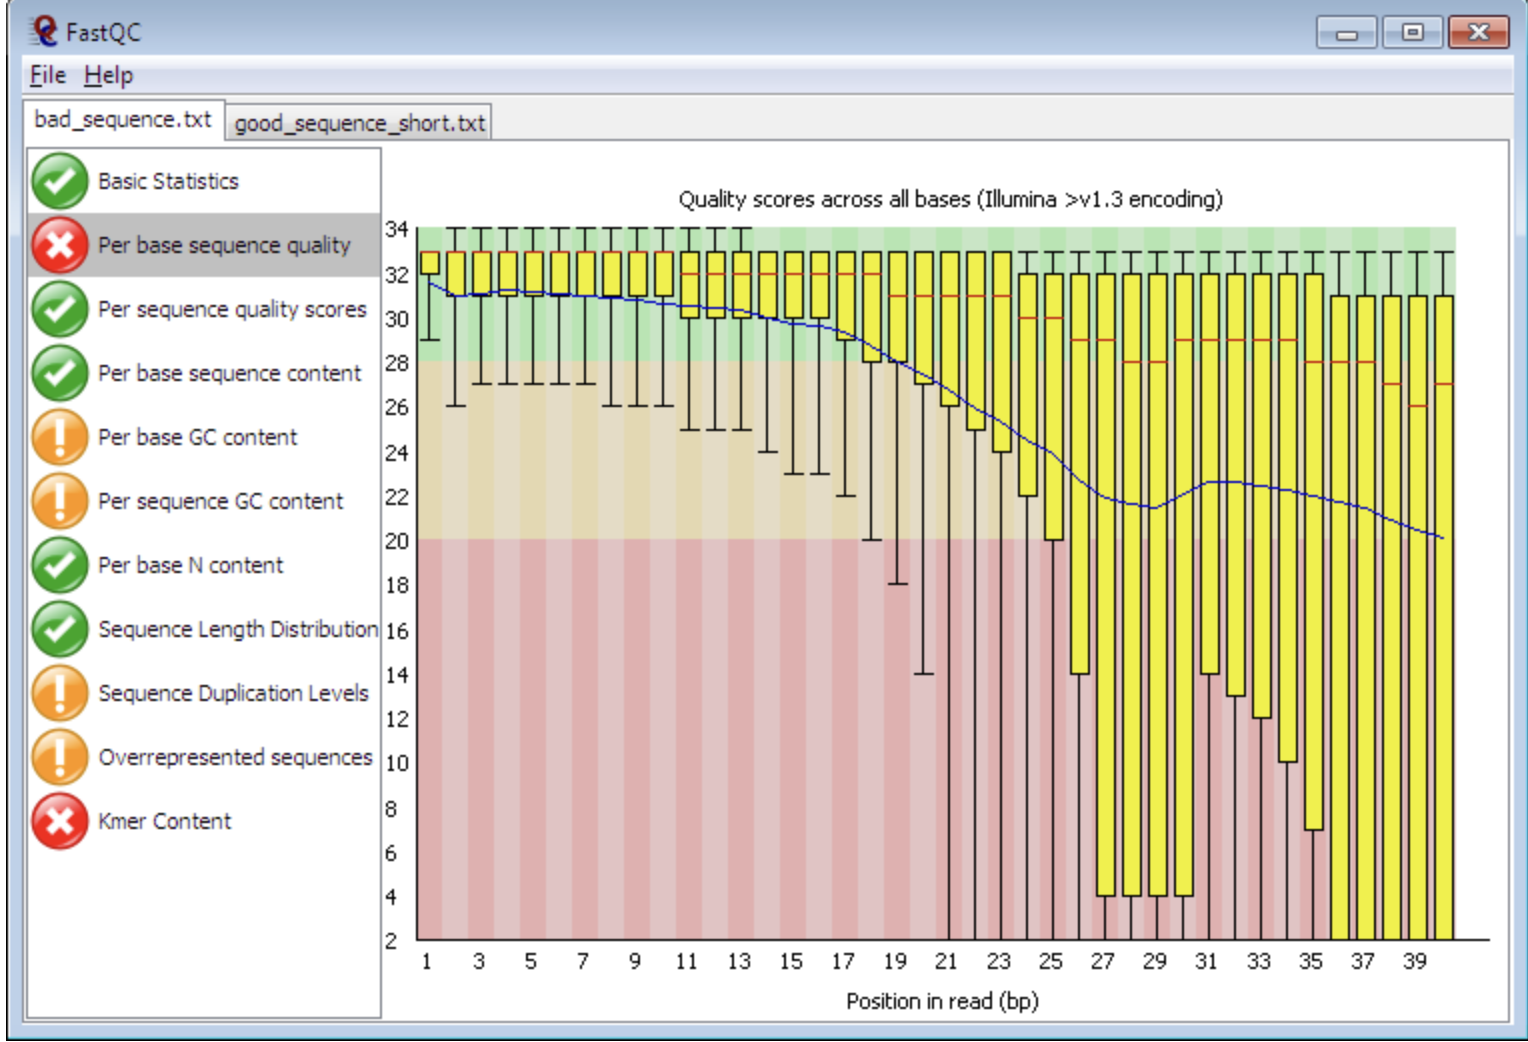 FastQC
File Help
bad_sequence.txt
good_sequence_short.txt
Basic Statistics
Per base sequence quality
Per sequence quality scores
Per base sequence content
Per base GC content
Per sequence GC content
Per base N content
Sequence Length Distribution
Sequence Duplication Levels
Overrepresented sequences
Kmer Content
Quality scores across all bases (Illumina >v1.3 encoding)
34
32
30
28
26
24
22
20
18
16
14
12
10
8
6
4
2
1 3 5 7 9 11 13 15 17 19 21 23 25 27 29 31 33 35 37 39
Position in read (bp)